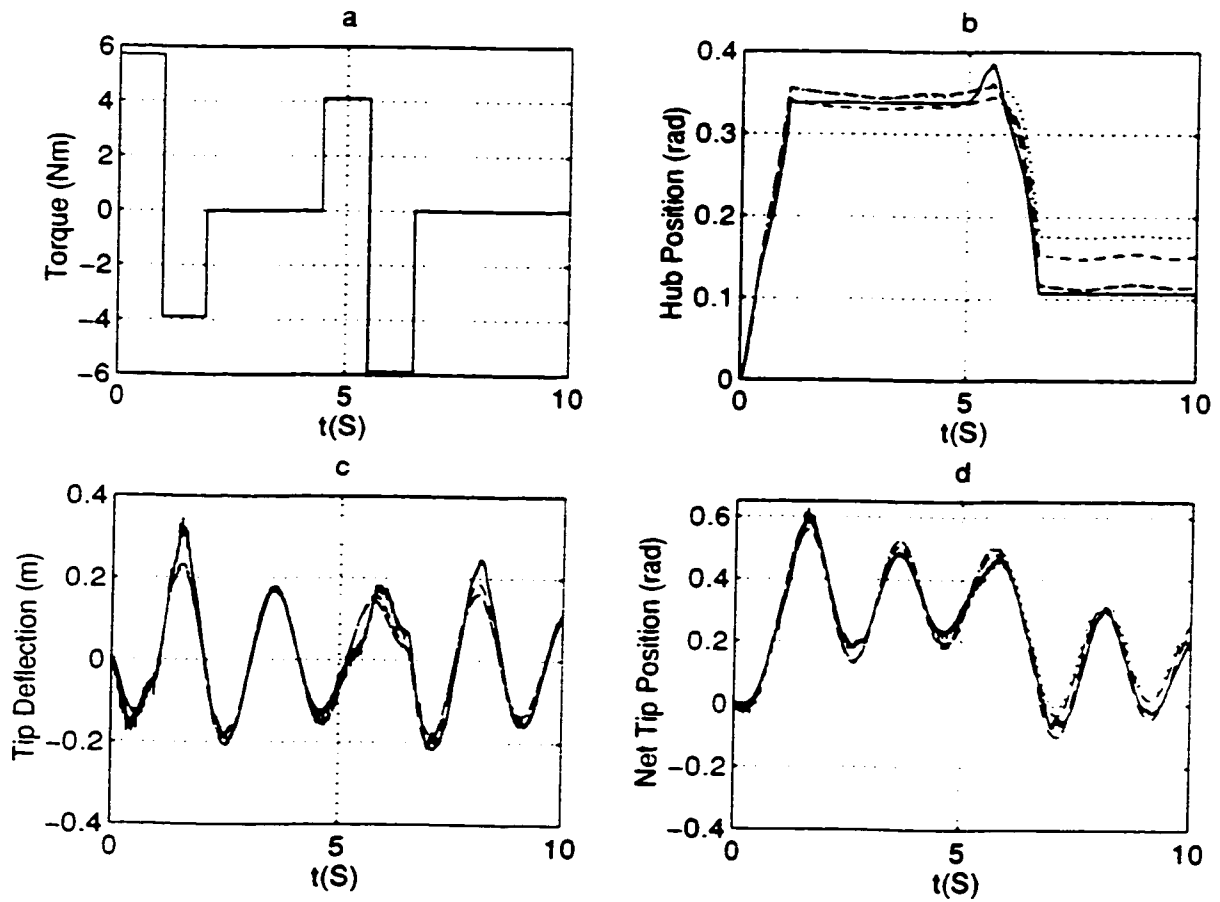 a
6
4
2
0
−2
−4
−6
Torque (Nm)
0
5
10
t(S)
b
0.4
0.3
0.2
0.1
0
Hub Position (rad)
0
5
10
t(S)
c
0.4
0.2
0
−0.2
−0.4
Tip Deflection (m)
0
5
10
t(S)
d
0.6
0.4
0.2
0
−0.2
−0.4
Net Tip Position (rad)
0
5
10
t(S)